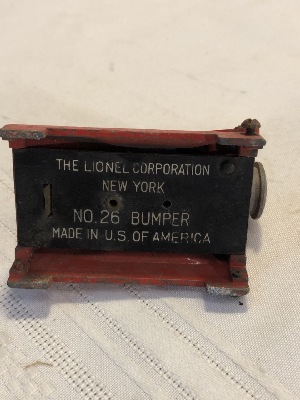 THE LIONEL CORPORATION
NEW YORK
NO. 26 BUMPER
MADE IN U.S. OF AMERICA